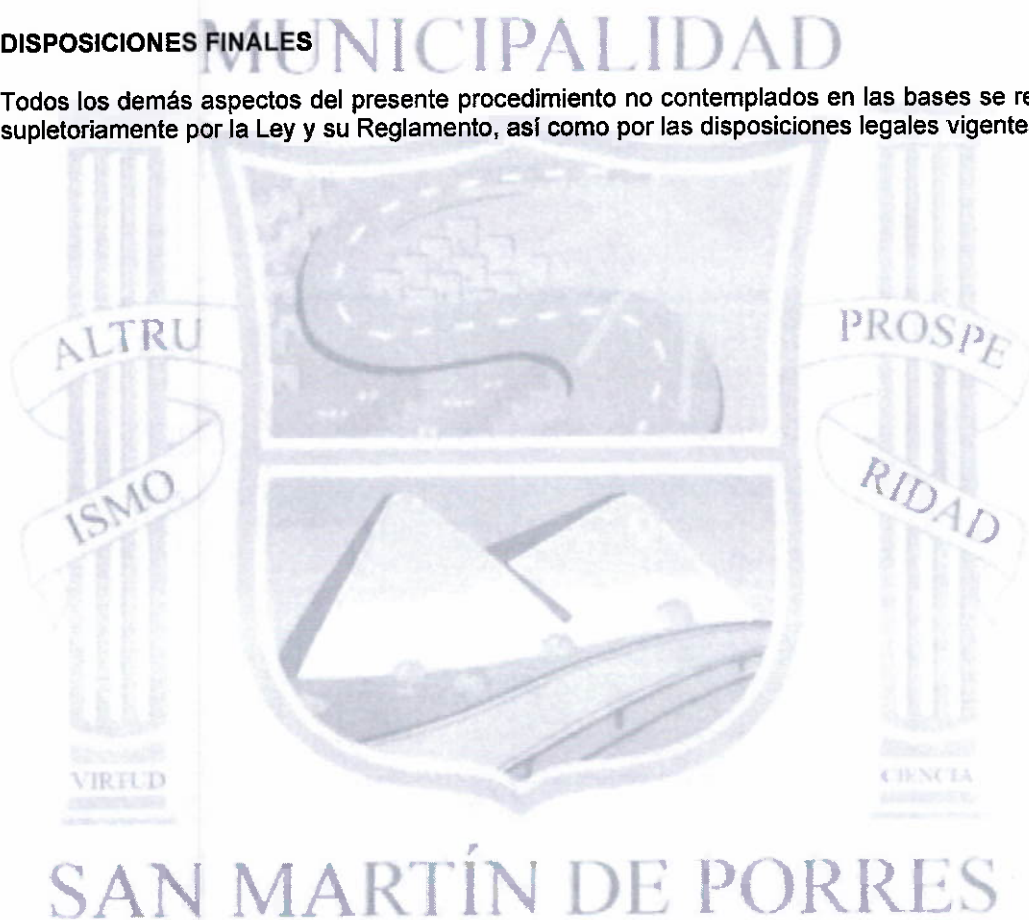 MUNICIPALIDAD
DISPOSICIONES FINALES
Todos los demás aspectos del presente procedimiento no contemplados en las bases se re
supletoriamente por la Ley y su Reglamento, así como por las disposiciones legales vigente
ALTRU
ISMO
PROSPE
RIDAD
VIRTUD
CIENCIA
SAN MARTÍN DE PORRES